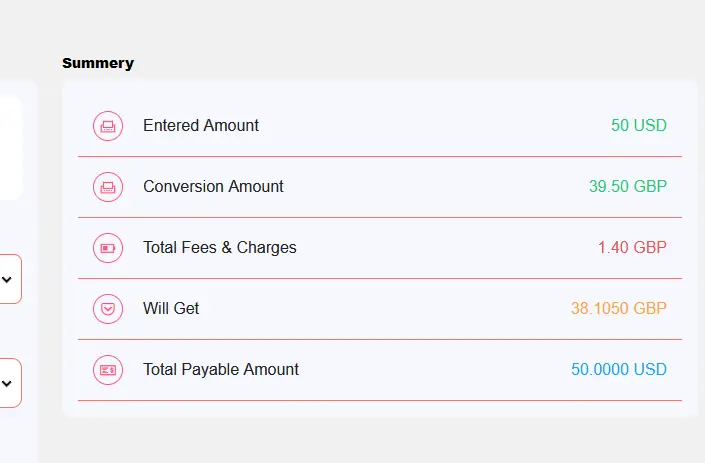 Summery
Entered Amount 50 USD
Conversion Amount 39.50 GBP
Total Fees & Charges 1.40 GBP
Will Get 38.1050 GBP
Total Payable Amount 50.0000 USD